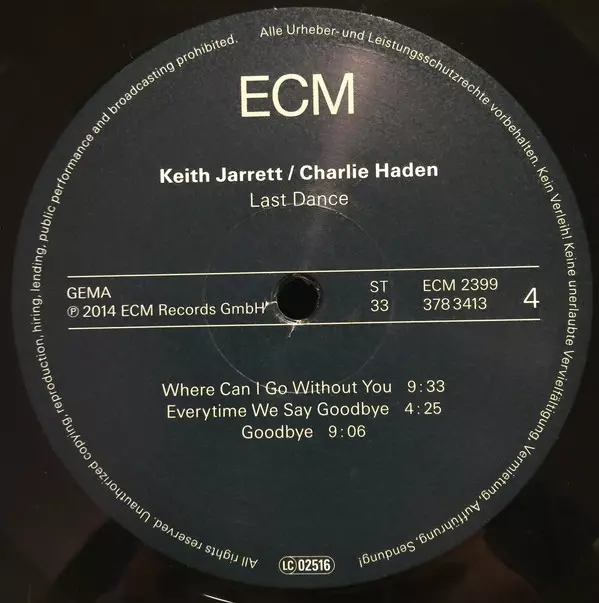 Alle Urheber- und Leistungsschutzrechte vorbehalten. Kein Verleih! Keine unerlaubte Vervielfältigung, Vermietung, Aufführung, Sendung!
ECM
Keith Jarrett / Charlie Haden
Last Dance
GEMA
℗ 2014 ECM Records GmbH
ST
33
ECM 2399
378 3413
4
Where Can I Go Without You 9:33
Everytime We Say Goodbye 4:25
Goodbye 9:06
LC 02516
All rights reserved. Unauthorized copying, reproduction, hiring, lending, public performance and broadcasting prohibited.